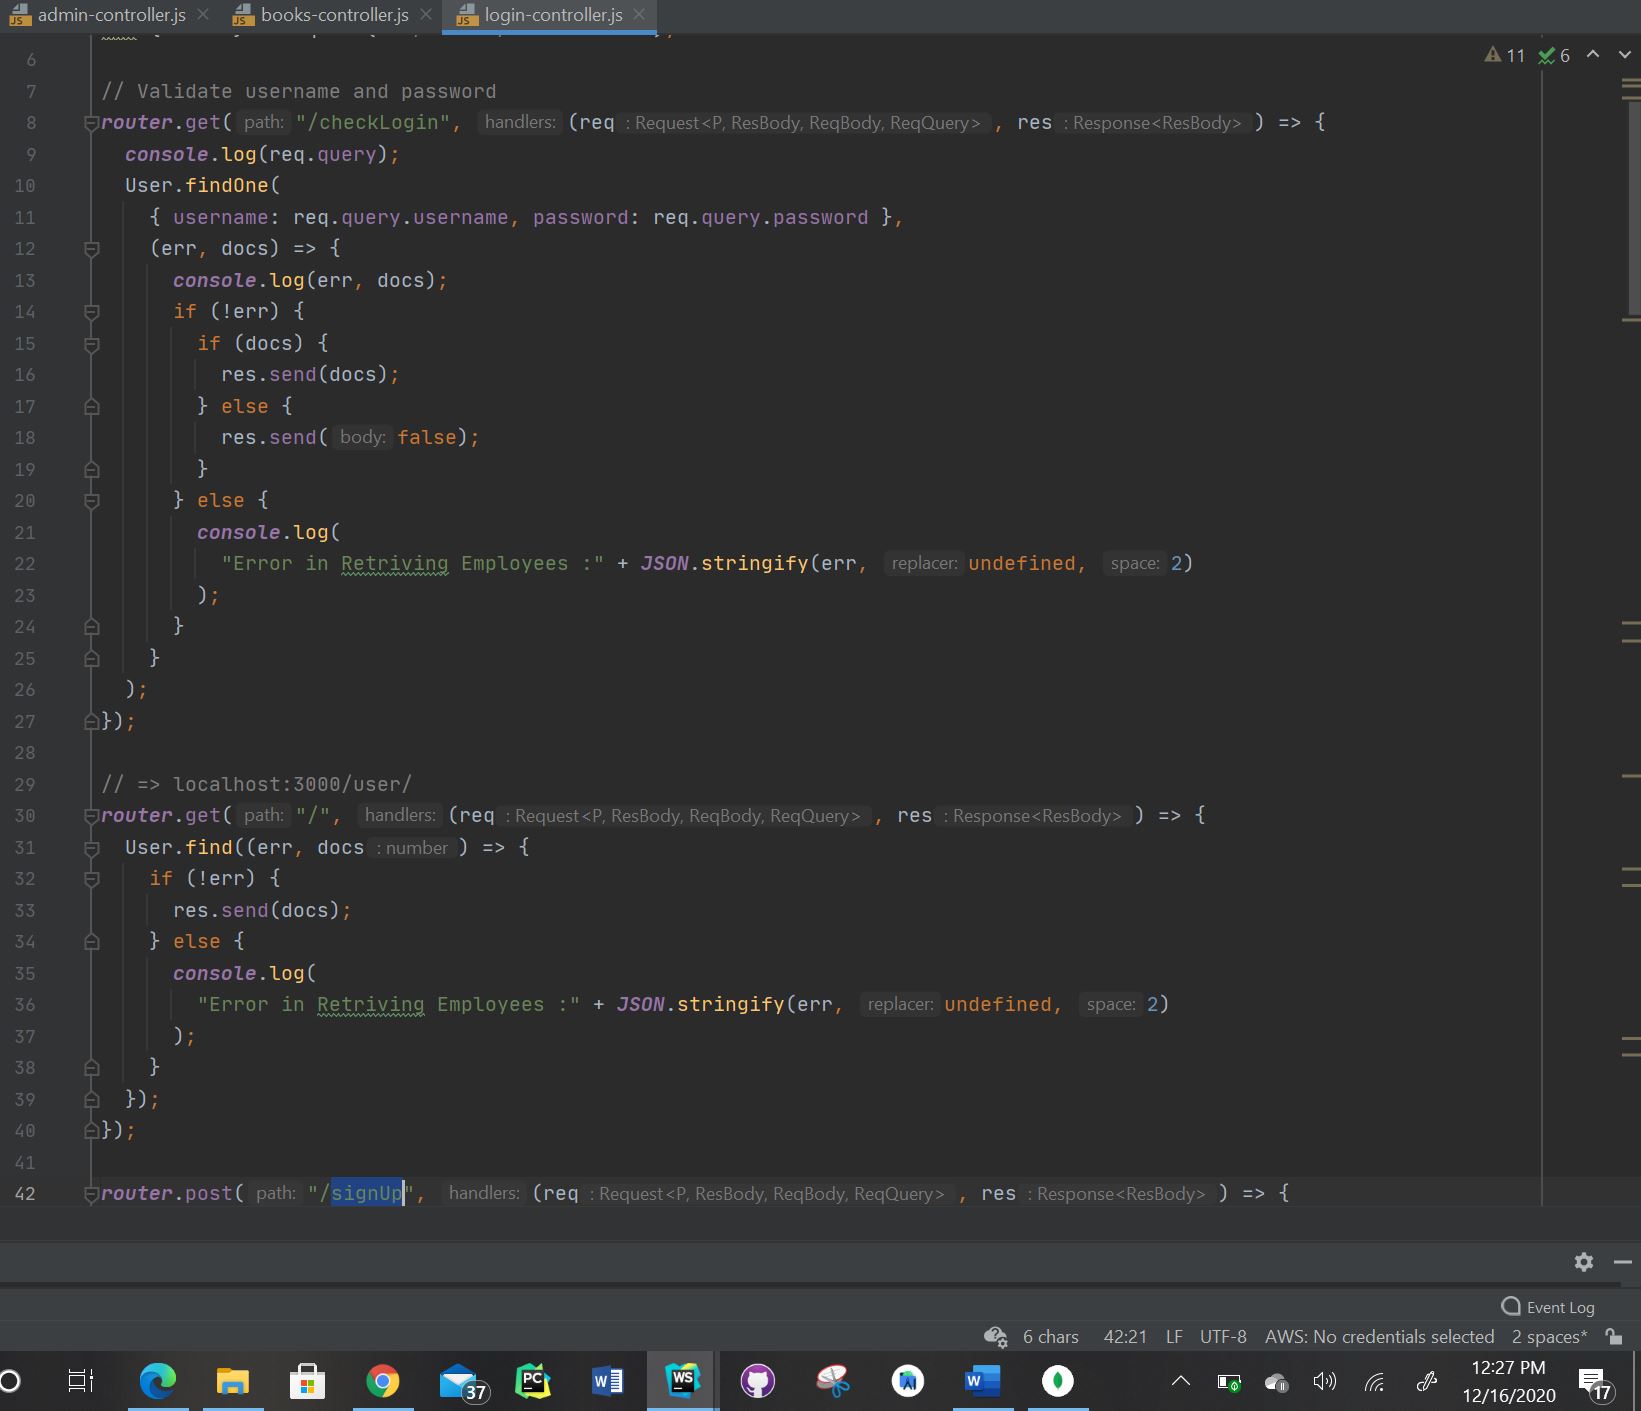 admin-controller.js
books-controller.js
login-controller.js
11 6
6
7 // Validate username and password
8 router.get( path: "/checkLogin", handlers: (req : Request<P, ResBody, ReqBody, ReqQuery> , res : Response<ResBody> ) => {
9 console.log(req.query);
10 User.findOne(
11 { username: req.query.username, password: req.query.password },
12 (err, docs) => {
13 console.log(err, docs);
14 if (!err) {
15 if (docs) {
16 res.send(docs);
17 } else {
18 res.send( body: false);
19 }
20 } else {
21 console.log(
22 "Error in Retriving Employees :" + JSON.stringify(err, replacer: undefined, space: 2)
23 );
24 }
25 }
26 );
27 });
28
29 // => localhost:3000/user/
30 router.get( path: "/", handlers: (req : Request<P, ResBody, ReqBody, ReqQuery> , res : Response<ResBody> ) => {
31 User.find((err, docs : number ) => {
32 if (!err) {
33 res.send(docs);
34 } else {
35 console.log(
36 "Error in Retriving Employees :" + JSON.stringify(err, replacer: undefined, space: 2)
37 );
38 }
39 });
40 });
41
42 router.post( path: "/signUp", handlers: (req : Request<P, ResBody, ReqBody, ReqQuery> , res : Response<ResBody> ) => {
Event Log
6 chars 42:21 LF UTF-8 AWS: No credentials selected 2 spaces*
37 PC W WS W
12:27 PM
12/16/2020
17